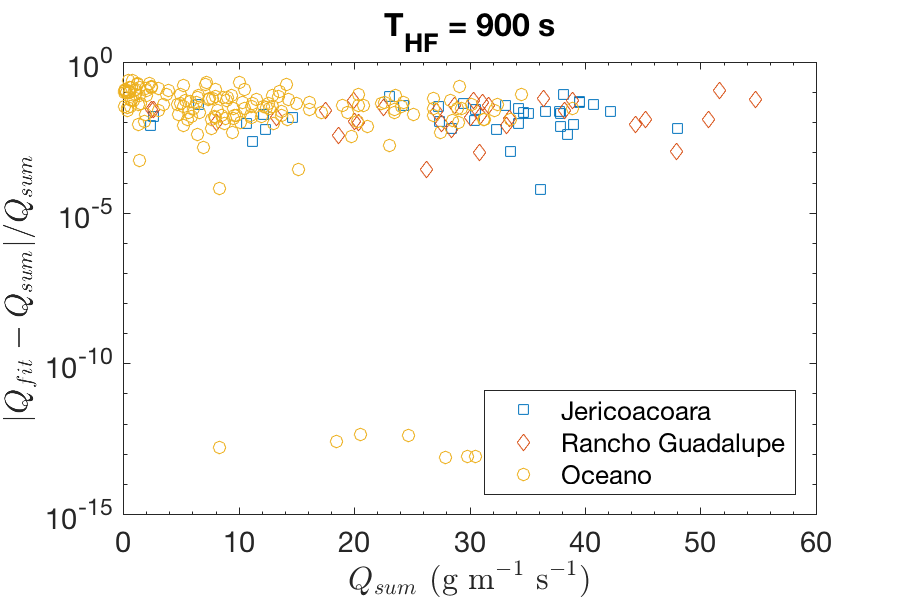 T_HF = 900 s
|Q_fit − Q_sum|/Q_sum
10^0
10^-5
10^-10
10^-15
0 10 20 30 40 50 60
Q_sum (g m^−1 s^−1)
Jericoacoara
Rancho Guadalupe
Oceano